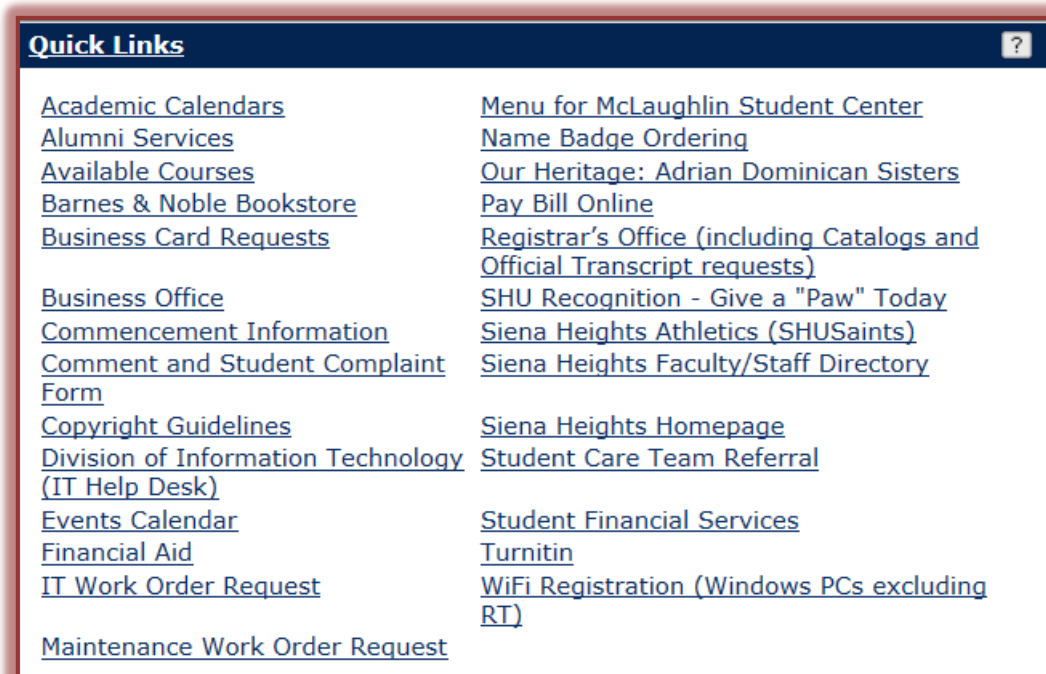 Quick Links
?
Academic Calendars
Alumni Services
Available Courses
Barnes & Noble Bookstore
Business Card Requests
Business Office
Commencement Information
Comment and Student Complaint
Form
Copyright Guidelines
Division of Information Technology
(IT Help Desk)
Events Calendar
Financial Aid
IT Work Order Request
Maintenance Work Order Request
Menu for McLaughlin Student Center
Name Badge Ordering
Our Heritage: Adrian Dominican Sisters
Pay Bill Online
Registrar’s Office (including Catalogs and
Official Transcript requests)
SHU Recognition - Give a "Paw" Today
Siena Heights Athletics (SHUSaints)
Siena Heights Faculty/Staff Directory
Siena Heights Homepage
Student Care Team Referral
Student Financial Services
Turnitin
WiFi Registration (Windows PCs excluding
RT)